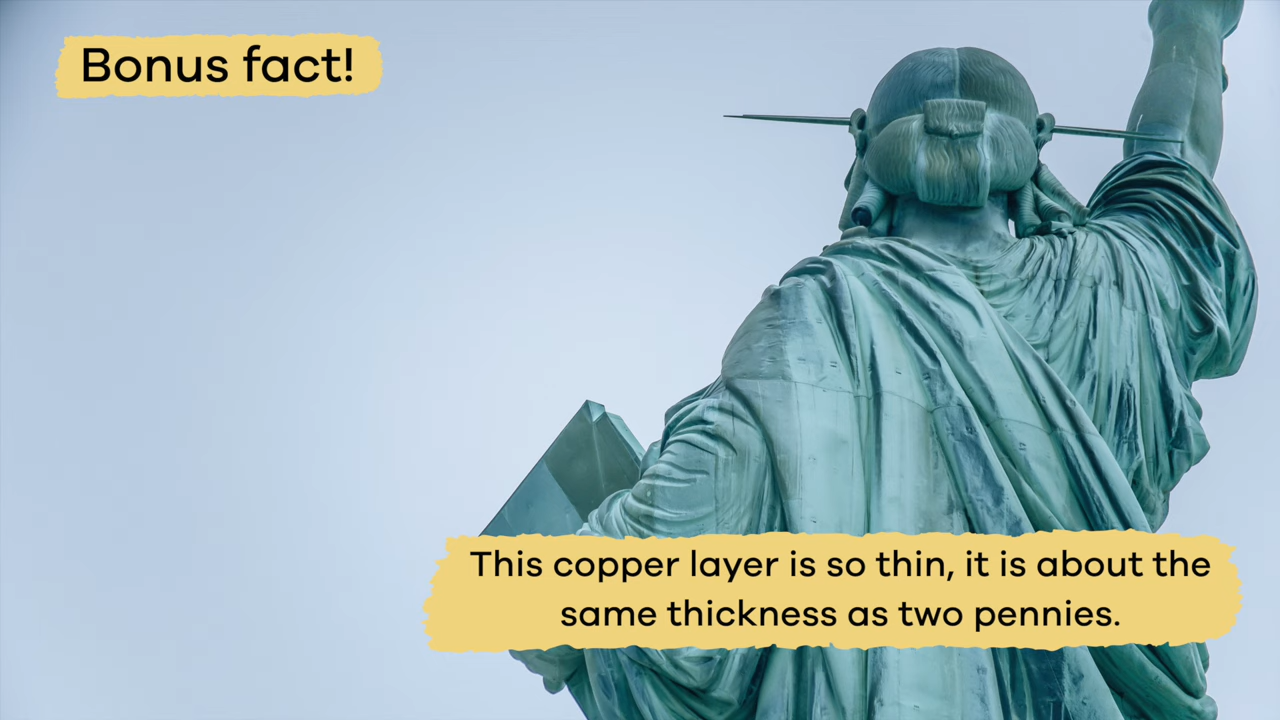 Bonus fact!
This copper layer is so thin, it is about the
same thickness as two pennies.